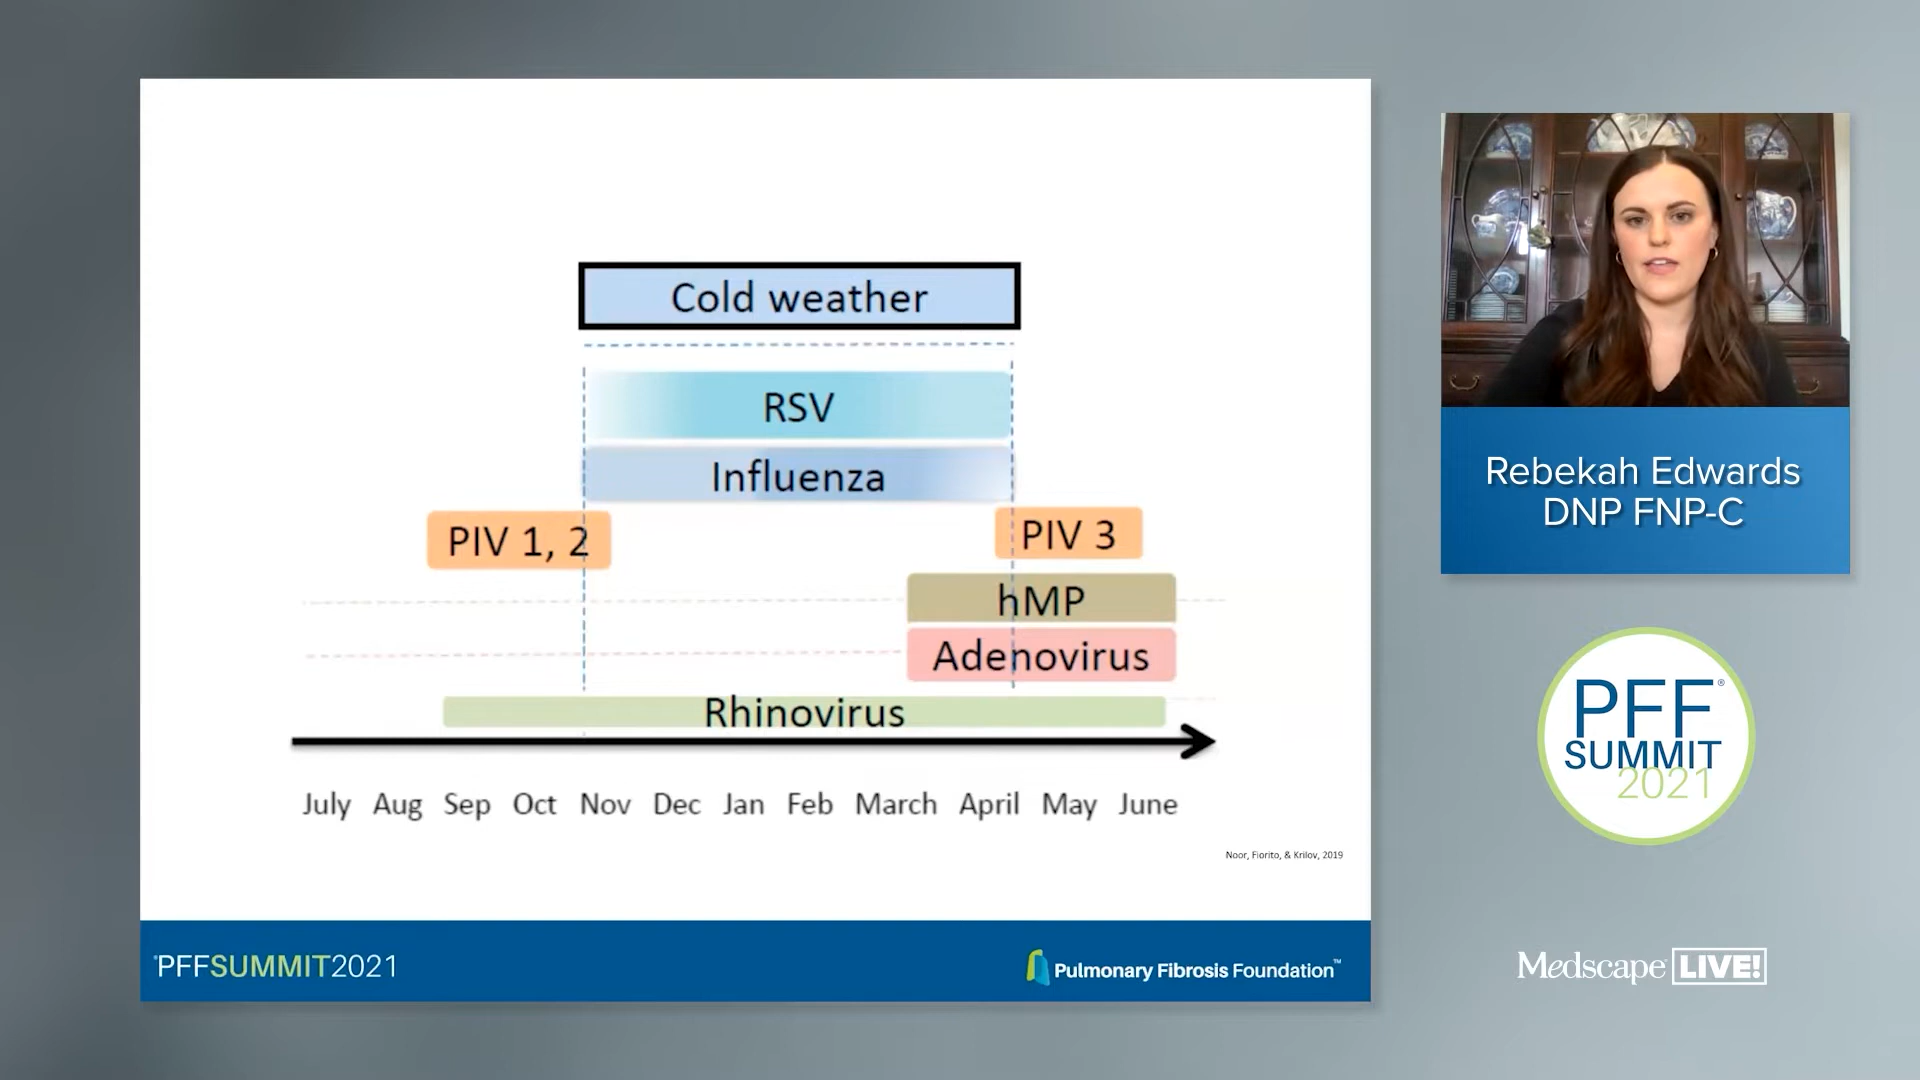 Cold weather
RSV
Influenza
PIV 1, 2
PIV 3
hMP
Adenovirus
Rhinovirus
July Aug Sep Oct Nov Dec Jan Feb March April May June
Noor, Fiorito, & Krilov, 2019
PFFSUMMIT2021
Pulmonary Fibrosis Foundation™
Rebekah Edwards
DNP FNP-C
PFF®
SUMMIT
2021
Medscape LIVE!